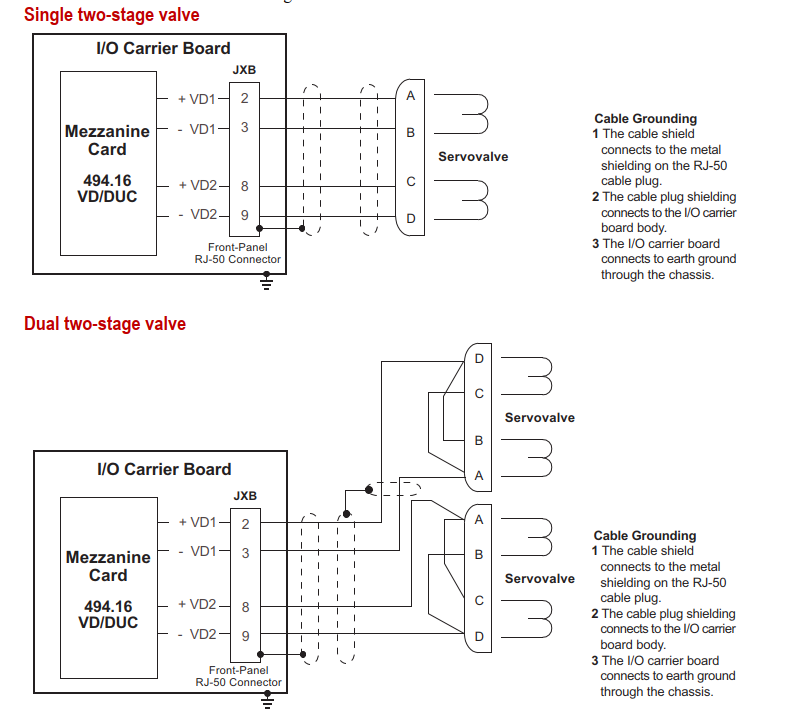 Single two-stage valve
I/O Carrier Board
JXB
+ VD1 2
- VD1 3
+ VD2 8
- VD2 9
Mezzanine
Card
494.16
VD/DUC
Front-Panel
RJ-50 Connector
A
B
C
D
Servovalve
Cable Grounding
1 The cable shield
connects to the metal
shielding on the RJ-50
cable plug.
2 The cable plug shielding
connects to the I/O carrier
board body.
3 The I/O carrier board
connects to earth ground
through the chassis.
Dual two-stage valve
I/O Carrier Board
JXB
+ VD1 2
- VD1 3
+ VD2 8
- VD2 9
Mezzanine
Card
494.16
VD/DUC
Front-Panel
RJ-50 Connector
D
C
B
A
Servovalve
A
B
C
D
Servovalve
Cable Grounding
1 The cable shield
connects to the metal
shielding on the RJ-50
cable plug.
2 The cable plug shielding
connects to the I/O carrier
board body.
3 The I/O carrier board
connects to earth ground
through the chassis.